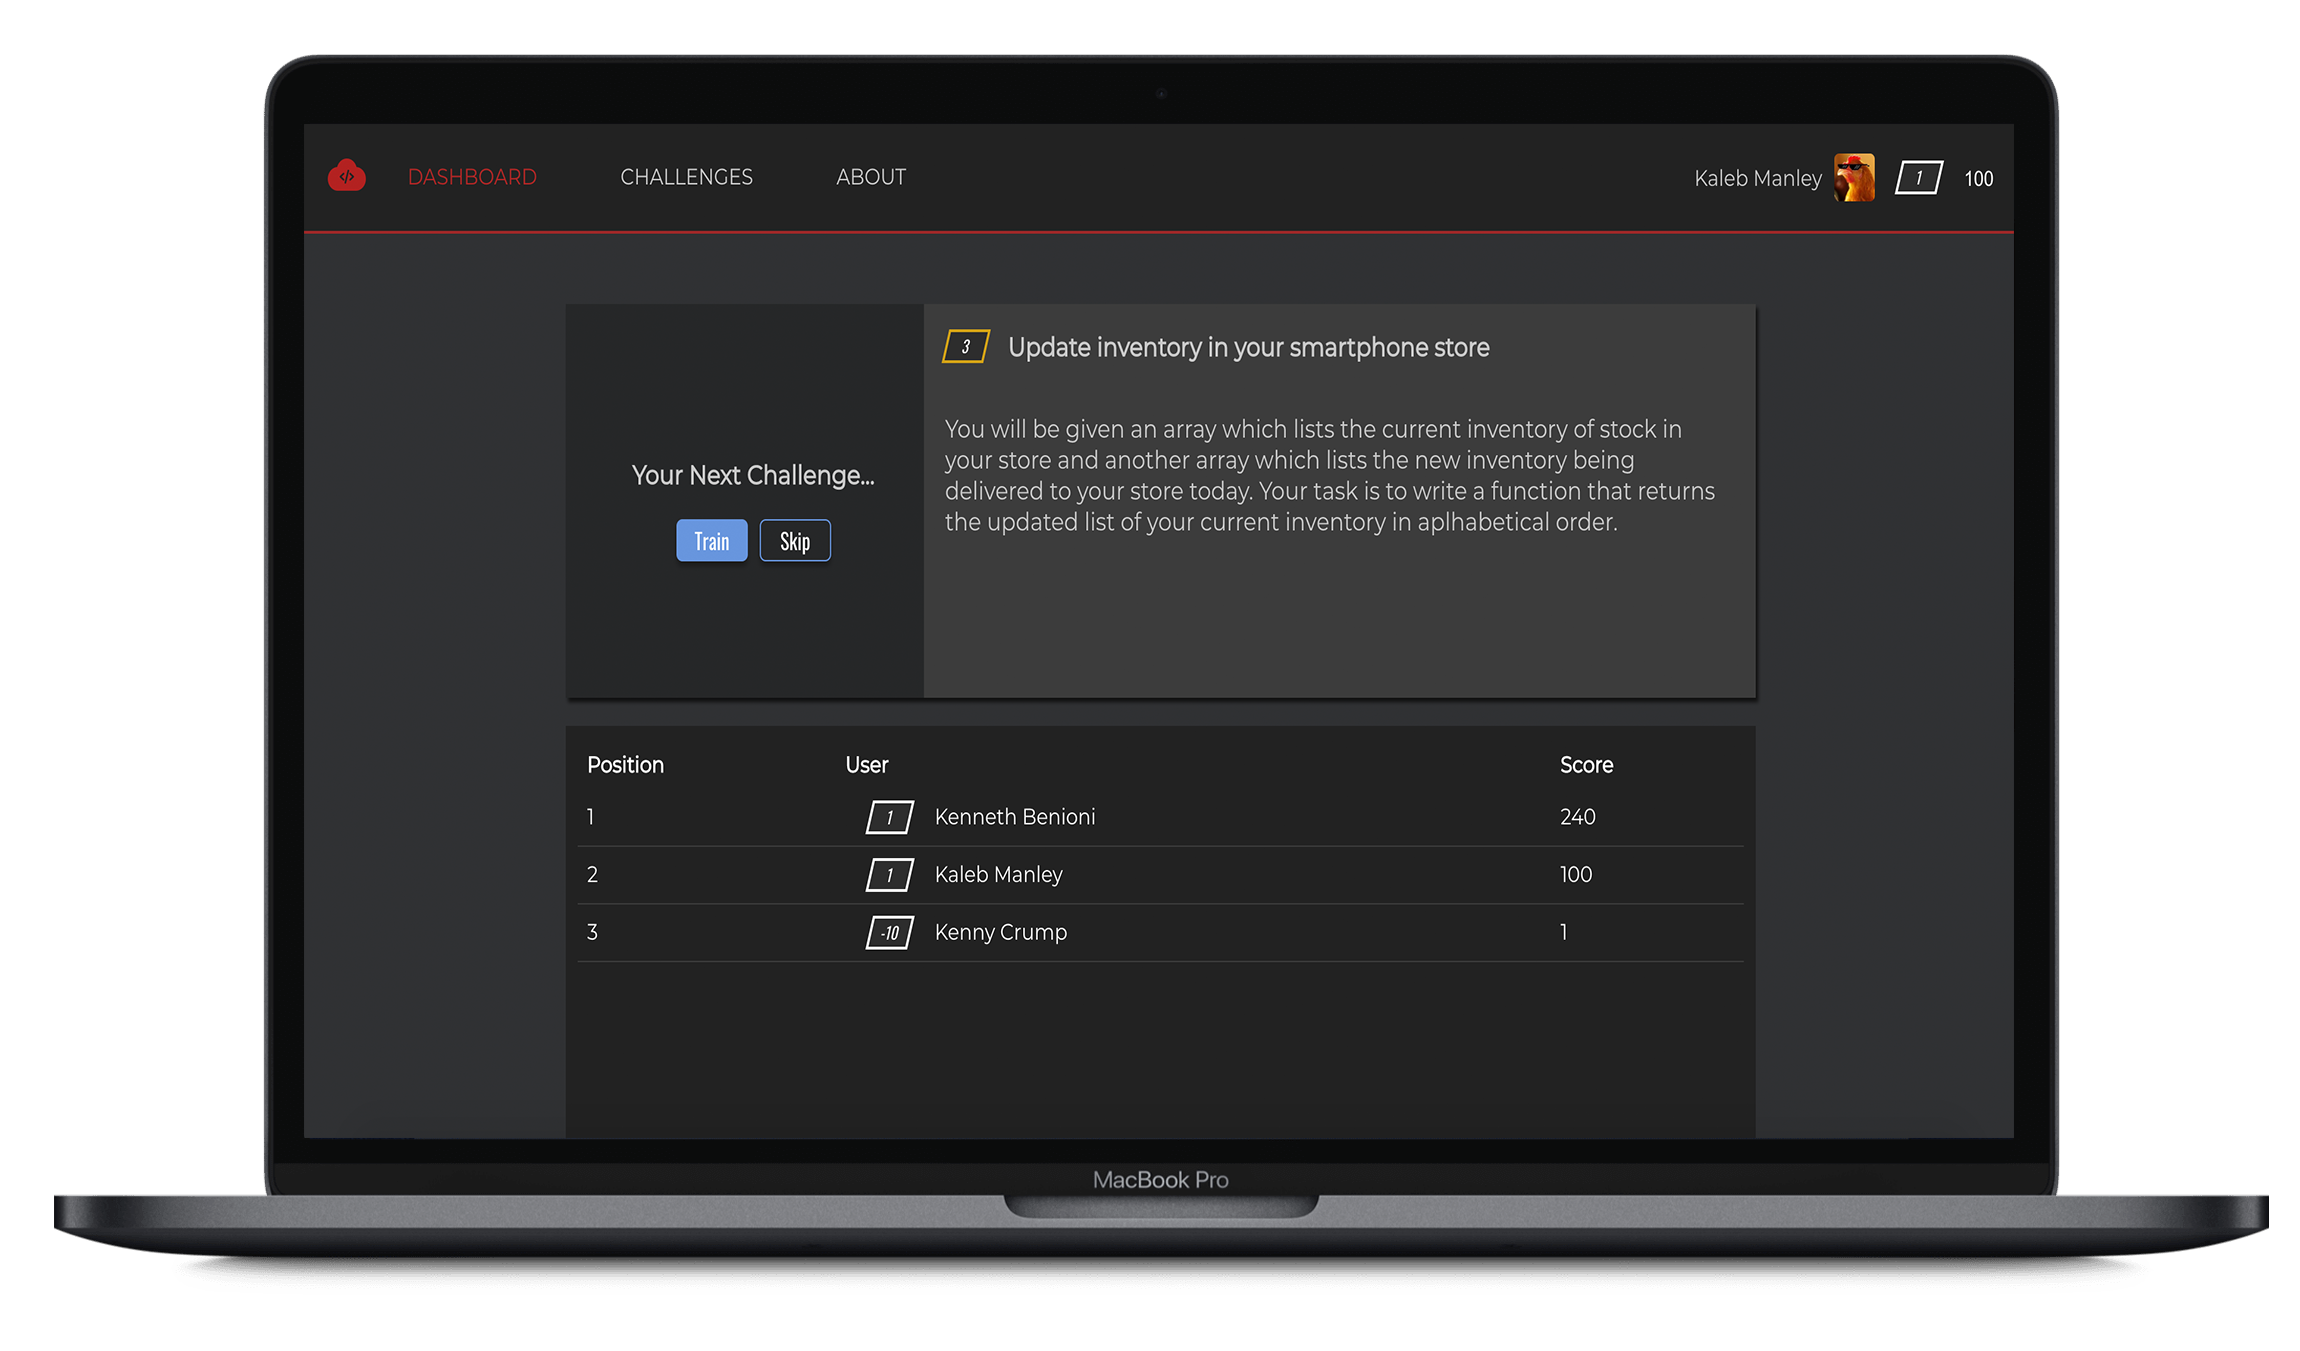 </>
DASHBOARD CHALLENGES ABOUT Kaleb Manley 1 100
Your Next Challenge...
Train Skip
3 Update inventory in your smartphone store
You will be given an array which lists the current inventory of stock in
your store and another array which lists the new inventory being
delivered to your store today. Your task is to write a function that returns
the updated list of your current inventory in aplhabetical order.
Position User Score
1 1 Kenneth Benioni 240
2 1 Kaleb Manley 100
3 -10 Kenny Crump 1
MacBook Pro